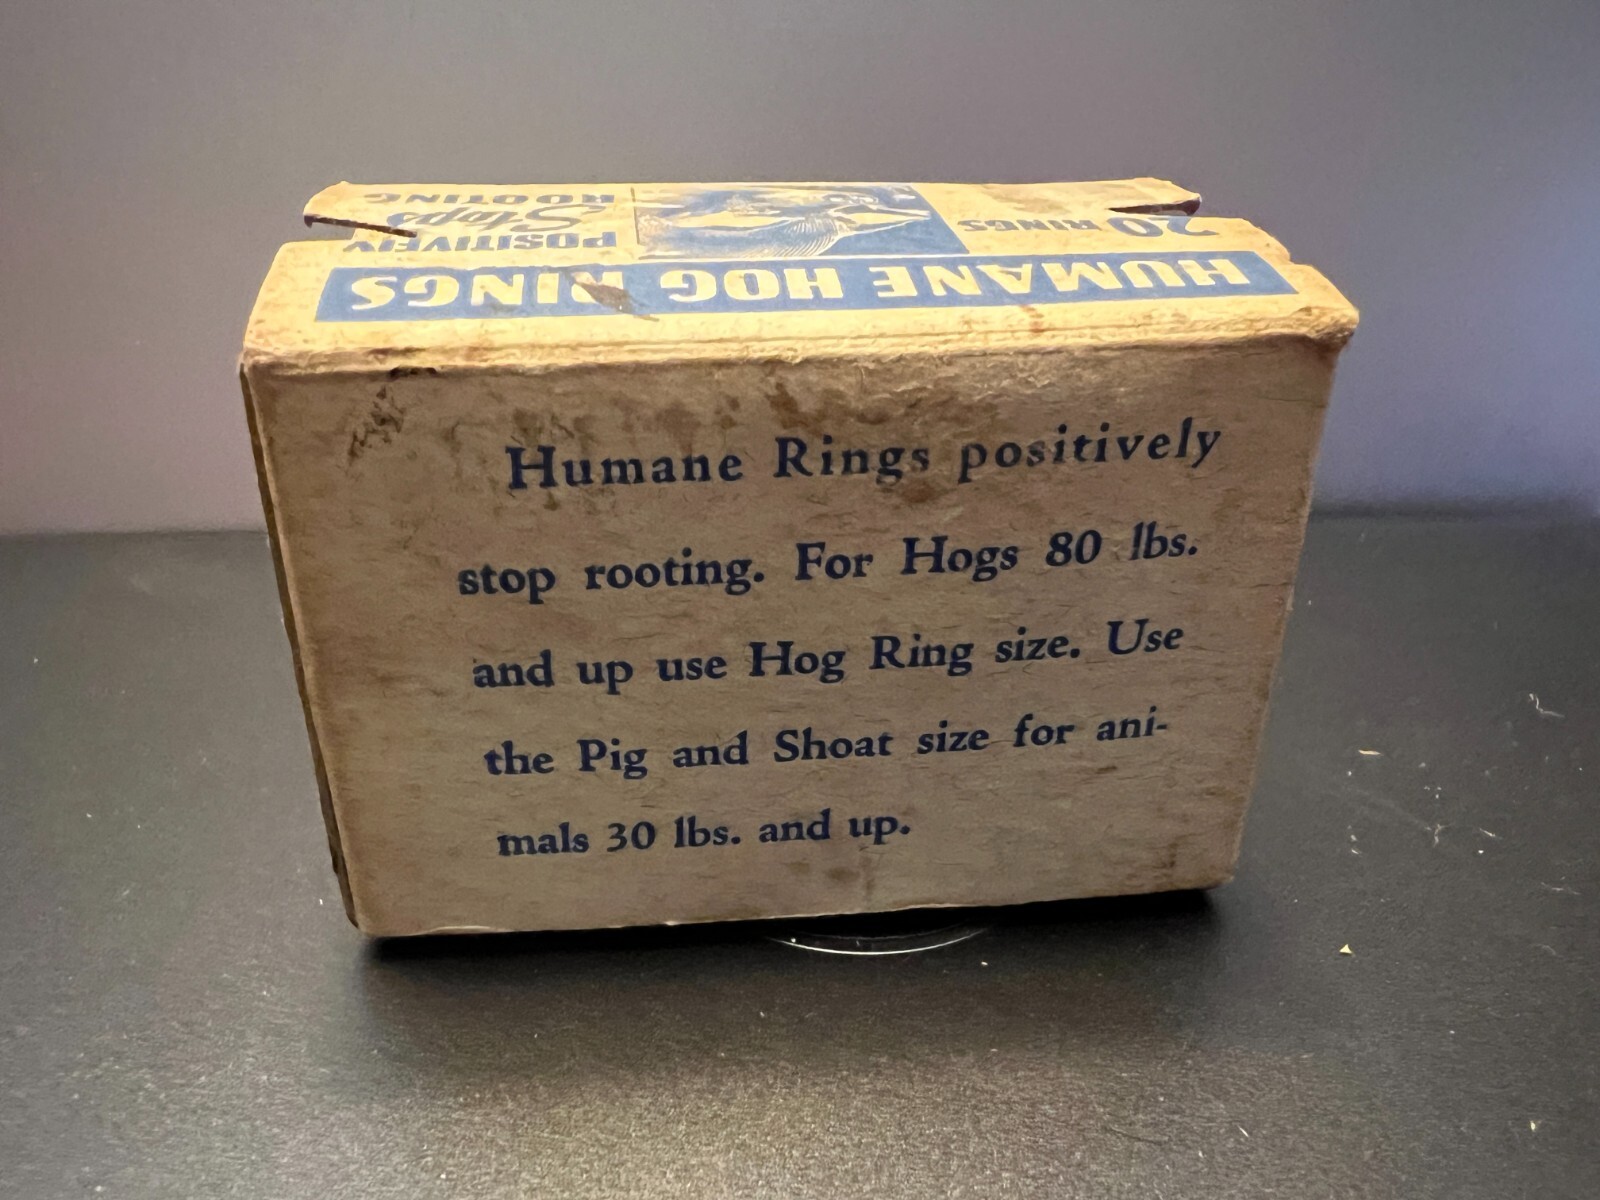 HUMANE HOG RINGS
20 RINGS
POSITIVELY
Stops
ROOTING
Humane Rings positively
stop rooting. For Hogs 80 lbs.
and up use Hog Ring size. Use
the Pig and Shoat size for ani-
mals 30 lbs. and up.